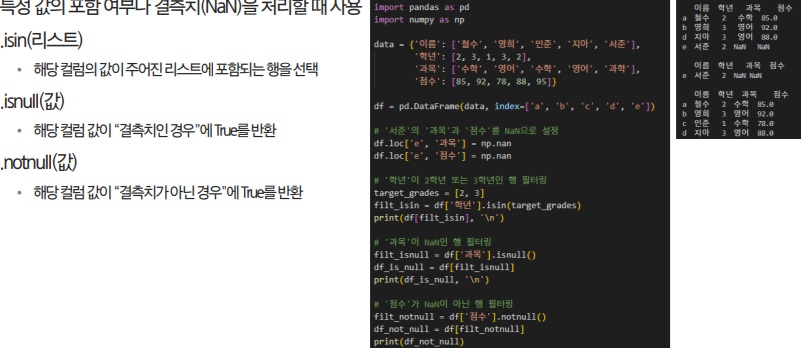 특정 값의 포함 여부나 결측치(NaN)을 처리할 때 사용
.isin(리스트)
• 해당 컬럼의 값이 주어진 리스트에 포함되는 행을 선택
.isnull(값)
• 해당 컬럼 값이 “결측치인 경우”에 True를 반환
.notnull(값)
• 해당 컬럼 값이 “결측치가 아닌 경우”에 True를 반환
import pandas as pd
import numpy as np
data = {'이름': ['철수', '영희', '민준', '지아', '서준'],
'학년': [2, 3, 1, 3, 2],
'과목': ['수학', '영어', '수학', '영어', '과학'],
'점수': [85, 92, 78, 88, 95]}
df = pd.DataFrame(data, index=['a', 'b', 'c', 'd', 'e'])
# '서준'의 '과목'과 '점수'를 NaN으로 설정
df.loc['e', '과목'] = np.nan
df.loc['e', '점수'] = np.nan
# '학년'이 2학년 또는 3학년인 행 필터링
target_grades = [2, 3]
filt_isin = df['학년'].isin(target_grades)
print(df[filt_isin], '\n')
# '과목'이 NaN인 행 필터링
filt_isnull = df['과목'].isnull()
df_is_null = df[filt_isnull]
print(df_is_null, '\n')
# '점수'가 NaN이 아닌 행 필터링
filt_notnull = df['점수'].notnull()
df_not_null = df[filt_notnull]
print(df_not_null)
이름 학년 과목 점수
a 철수 2 수학 85.0
b 영희 3 영어 92.0
d 지아 3 영어 88.0
e 서준 2 NaN NaN
이름 학년 과목 점수
e 서준 2 NaN NaN
이름 학년 과목 점수
a 철수 2 수학 85.0
b 영희 3 영어 92.0
c 민준 1 수학 78.0
d 지아 3 영어 88.0